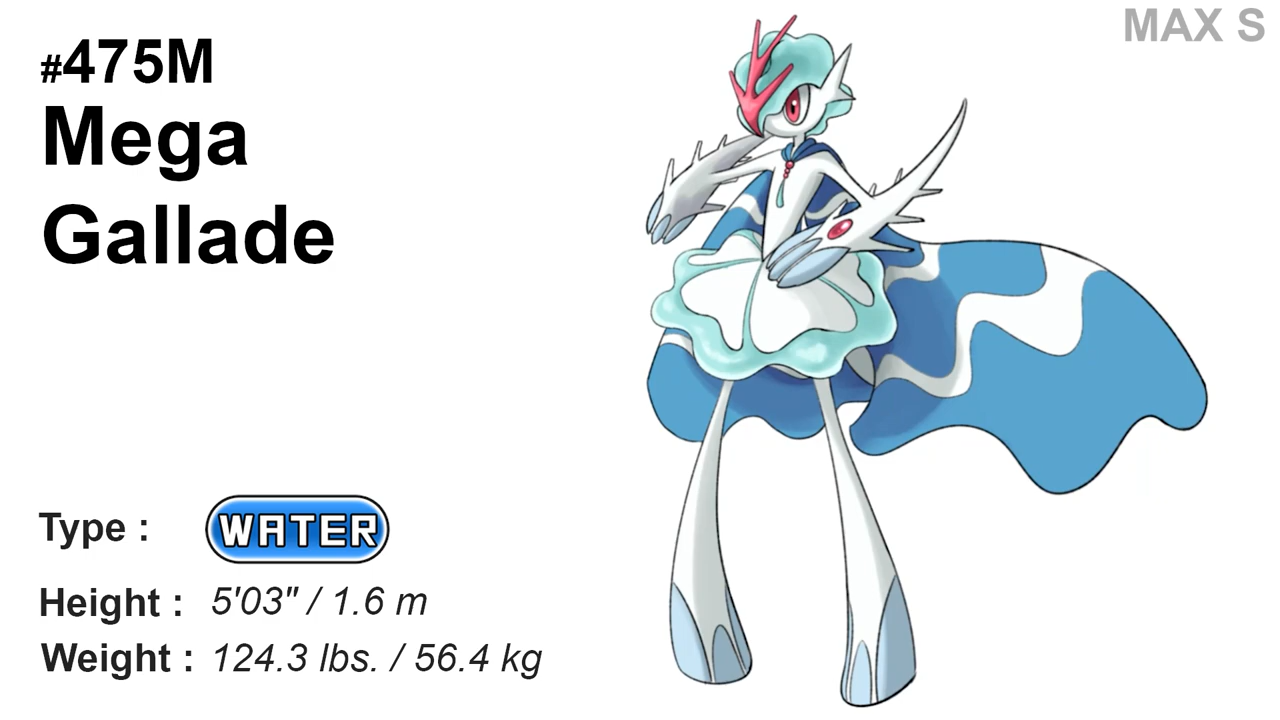 MAX S
#475M
Mega
Gallade
Type : WATER
Height : 5'03" / 1.6 m
Weight : 124.3 lbs. / 56.4 kg